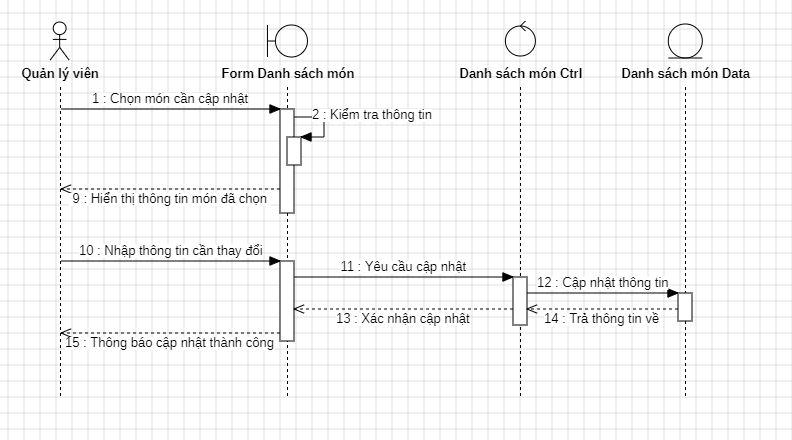 Quản lý viên
Form Danh sách món
Danh sách món Ctrl
Danh sách món Data
1 : Chọn món cần cập nhật
2 : Kiểm tra thông tin
9 : Hiển thị thông tin món đã chọn
10 : Nhập thông tin cần thay đổi
11 : Yêu cầu cập nhật
12 : Cập nhật thông tin
13 : Xác nhận cập nhật
14 : Trả thông tin về
15 : Thông báo cập nhật thành công